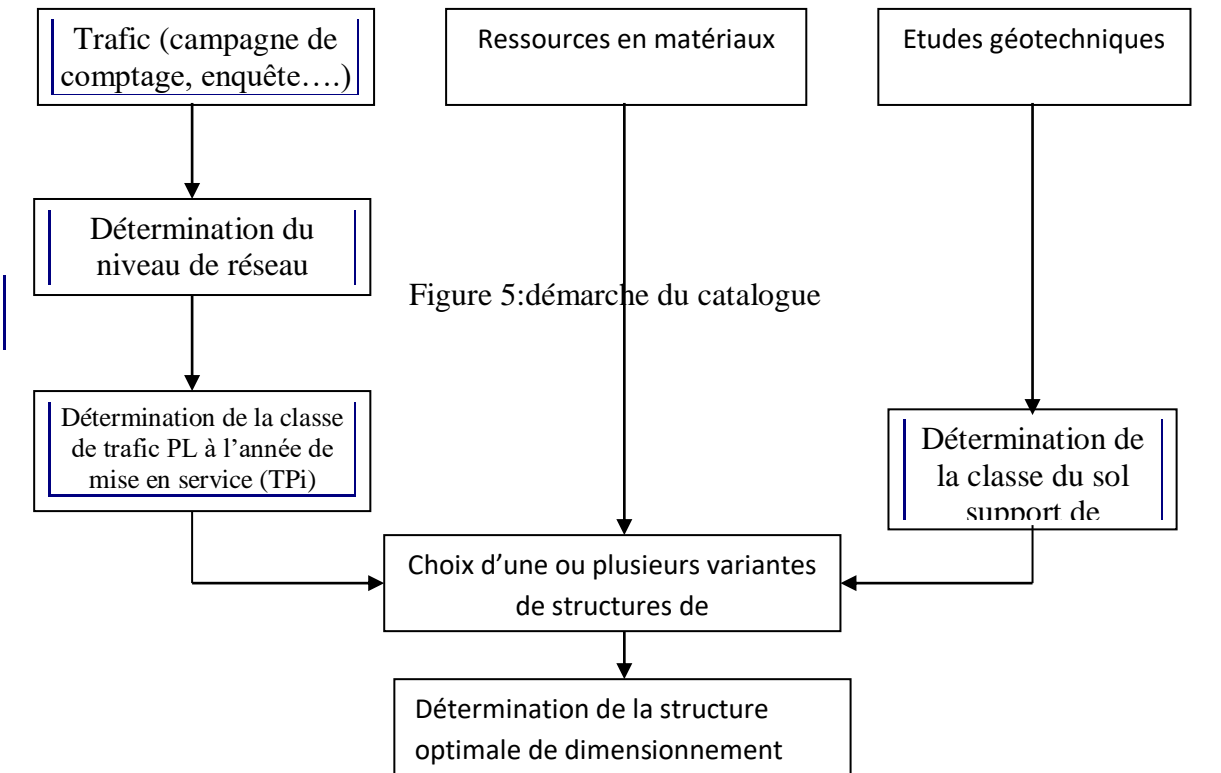 Trafic (campagne de
comptage, enquête….)
Ressources en matériaux
Etudes géotechniques
Détermination du
niveau de réseau
Figure 5:démarche du catalogue
Détermination de la classe
de trafic PL à l’année de
mise en service (TPi)
Détermination de
la classe du sol
support de
Choix d’une ou plusieurs variantes
de structures de
Détermination de la structure
optimale de dimensionnement